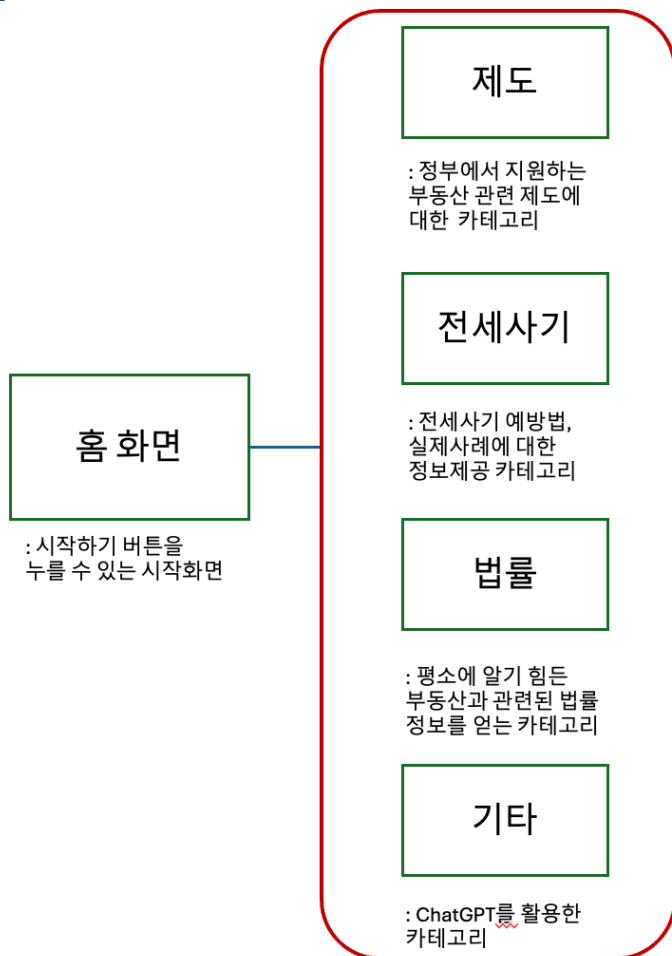 제도
: 정부에서 지원하는
부동산 관련 제도에
대한 카테고리
전세사기
: 전세사기 예방법,
실제사례에 대한
정보제공 카테고리
홈 화면
: 시작하기 버튼을
누를 수 있는 시작화면
법률
: 평소에 알기 힘든
부동산과 관련된 법률
정보를 얻는 카테고리
기타
: ChatGPT를 활용한
카테고리